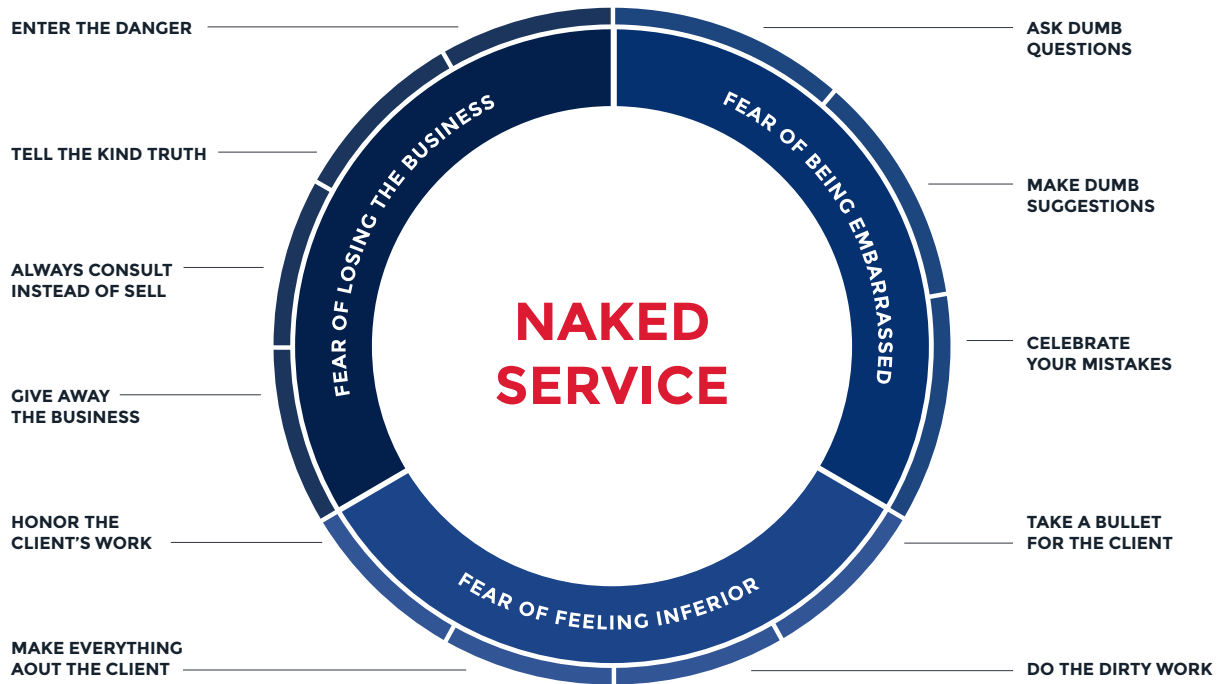 ENTER THE DANGER
TELL THE KIND TRUTH
ALWAYS CONSULT
INSTEAD OF SELL
GIVE AWAY
THE BUSINESS
HONOR THE
CLIENT'S WORK
MAKE EVERYTHING
AOUT THE CLIENT
FEAR OF LOSING THE BUSINESS
NAKED
SERVICE
FEAR OF BEING EMBARRASSED
FEAR OF FEELING INFERIOR
ASK DUMB
QUESTIONS
MAKE DUMB
SUGGESTIONS
CELEBRATE
YOUR MISTAKES
TAKE A BULLET
FOR THE CLIENT
DO THE DIRTY WORK